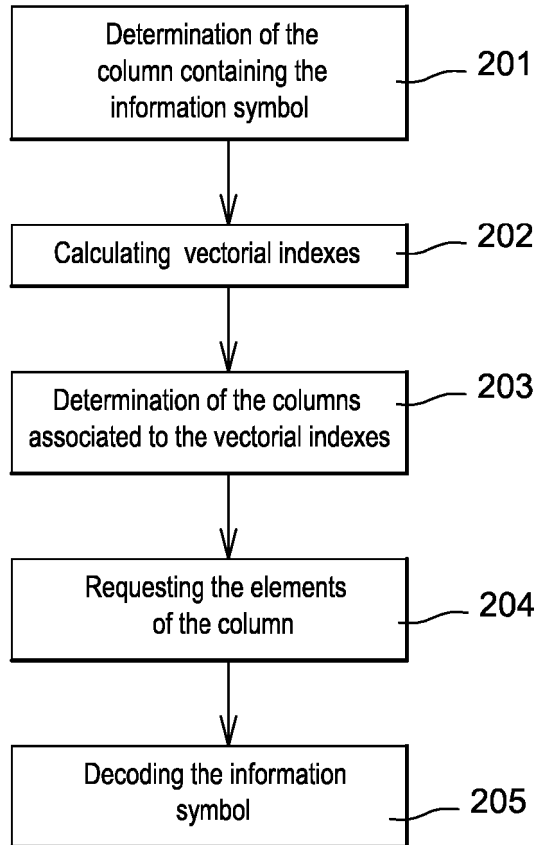 Determination of the
column containing the
information symbol
201
Calculating vectorial indexes
202
Determination of the columns
associated to the vectorial indexes
203
Requesting the elements
of the column
204
Decoding the information
symbol
205